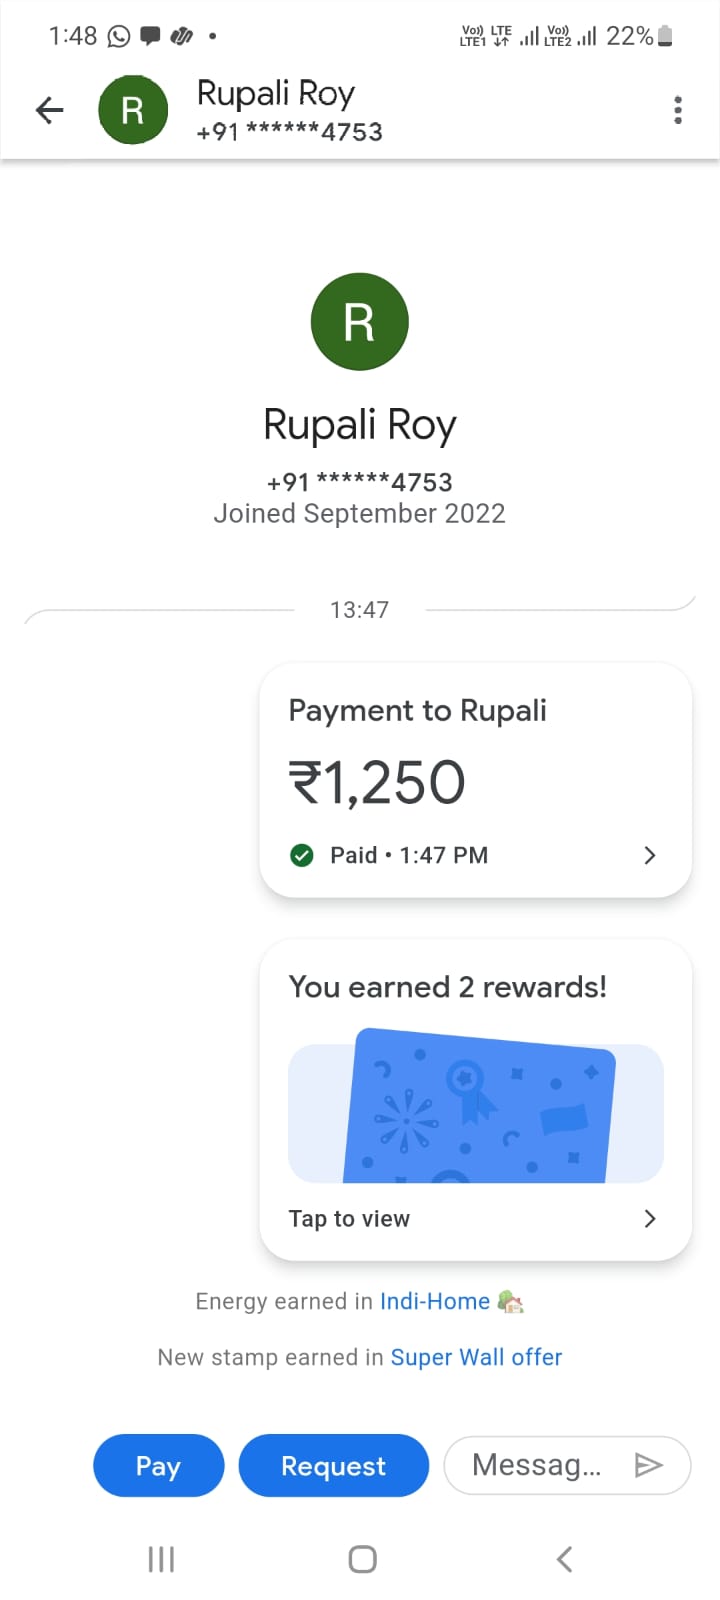 1:48
Vo)) LTE
LTE1
Vo))
LTE2
22%
R
Rupali Roy
+91 ******4753
R
Rupali Roy
+91 ******4753
Joined September 2022
13:47
Payment to Rupali
₹1,250
Paid • 1:47 PM
You earned 2 rewards!
Tap to view
Energy earned in Indi-Home
New stamp earned in Super Wall offer
Pay
Request
Messag...